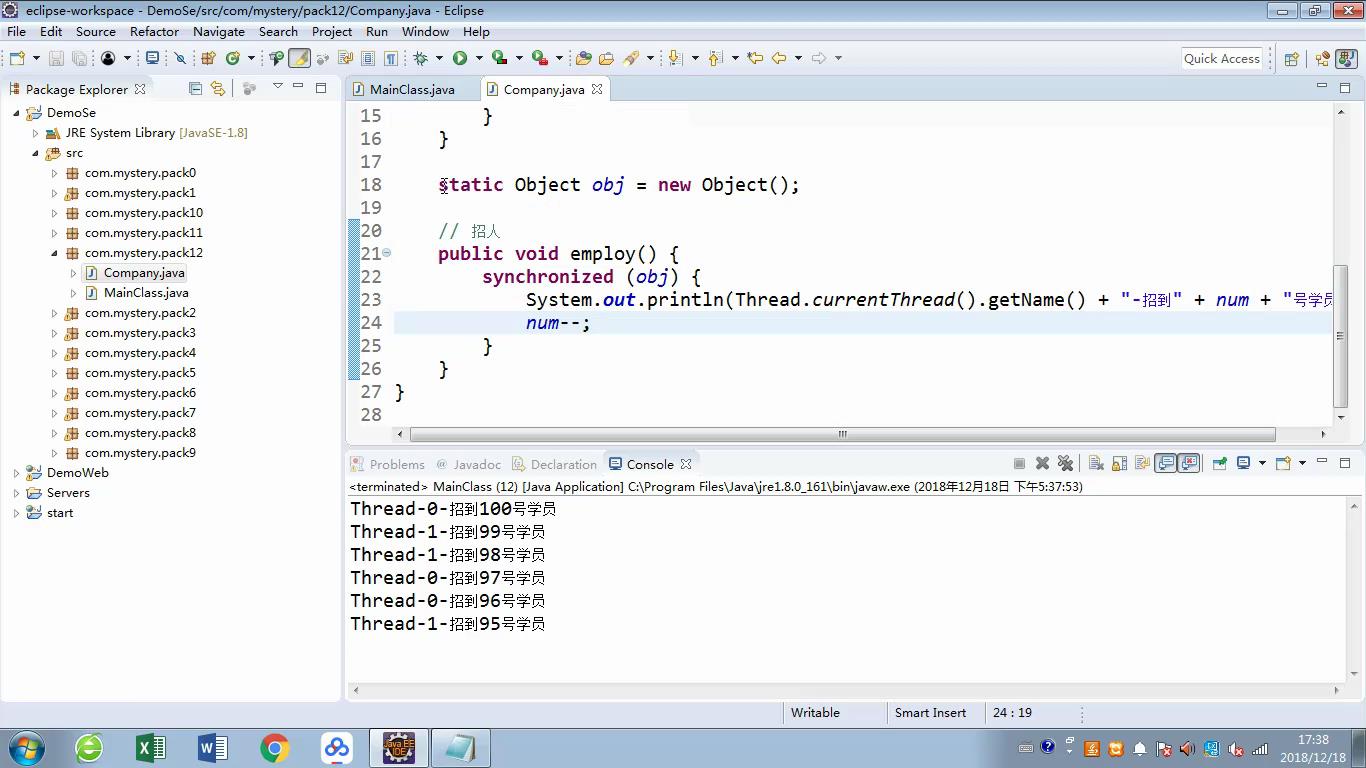 eclipse-workspace - DemoSe/src/com/mystery/pack12/Company.java - Eclipse
File Edit Source Refactor Navigate Search Project Run Window Help
Quick Access
Package Explorer
MainClass.java
Company.java
DemoSe
JRE System Library [JavaSE-1.8]
src
com.mystery.pack0
com.mystery.pack1
com.mystery.pack10
com.mystery.pack11
com.mystery.pack12
Company.java
MainClass.java
com.mystery.pack2
com.mystery.pack3
com.mystery.pack4
com.mystery.pack5
com.mystery.pack6
com.mystery.pack7
com.mystery.pack8
com.mystery.pack9
DemoWeb
Servers
start
15 }
16 }
17
18 static Object obj = new Object();
19
20 // 招人
21 public void employ() {
22 synchronized (obj) {
23 System.out.println(Thread.currentThread().getName() + "-招到" + num + "号学员
24 num--;
25 }
26 }
27 }
28
Problems @ Javadoc Declaration Console
<terminated> MainClass (12) [Java Application] C:\Program Files\Java\jre1.8.0_161\bin\javaw.exe (2018年12月18日 下午5:37:53)
Thread-0-招到100号学员
Thread-1-招到99号学员
Thread-1-招到98号学员
Thread-0-招到97号学员
Thread-0-招到96号学员
Thread-1-招到95号学员
Writable Smart Insert 24 : 19
Java EE IDE
17:38
2018/12/18